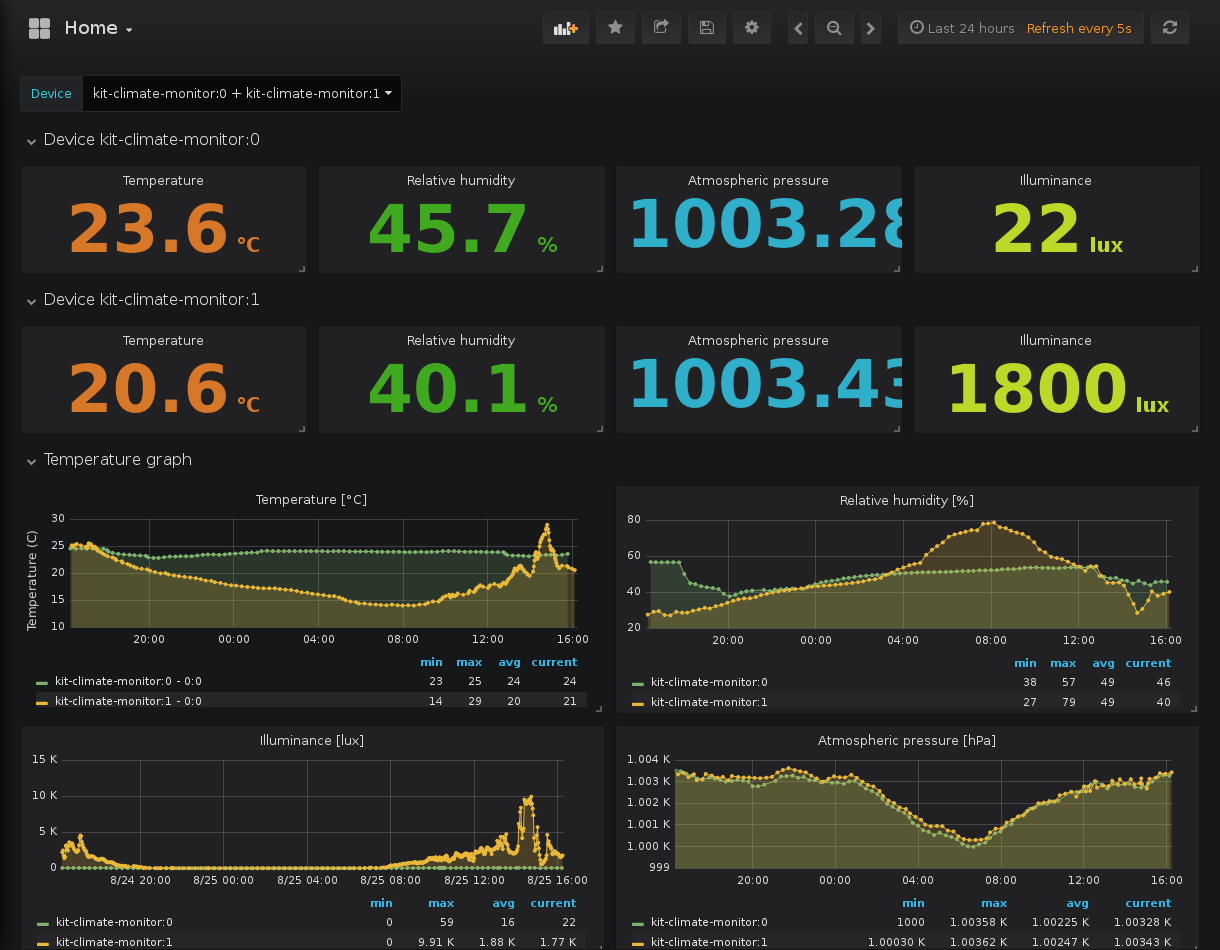 Home
Last 24 hours Refresh every 5s
Device kit-climate-monitor:0 + kit-climate-monitor:1
Device kit-climate-monitor:0
Temperature Relative humidity Atmospheric pressure Illuminance
23.6 °C 45.7 % 1003.28 22 lux
Device kit-climate-monitor:1
Temperature Relative humidity Atmospheric pressure Illuminance
20.6 °C 40.1 % 1003.43 1800 lux
Temperature graph
Temperature [°C]
Temperature (C)
30
25
20
15
10
20:00 00:00 04:00 08:00 12:00 16:00
min max avg current
kit-climate-monitor:0 - 0:0 23 25 24 24
kit-climate-monitor:1 - 0:0 14 29 20 21
Relative humidity [%]
80
60
40
20
20:00 00:00 04:00 08:00 12:00 16:00
min max avg current
kit-climate-monitor:0 38 57 49 46
kit-climate-monitor:1 27 79 49 40
Illuminance [lux]
15 K
10 K
5 K
0
8/24 20:00 8/25 00:00 8/25 04:00 8/25 08:00 8/25 12:00 8/25 16:00
min max avg current
kit-climate-monitor:0 0 59 16 22
kit-climate-monitor:1 0 9.91 K 1.88 K 1.77 K
Atmospheric pressure [hPa]
1.004 K
1.003 K
1.002 K
1.001 K
1.000 K
999
20:00 00:00 04:00 08:00 12:00 16:00
min max avg current
kit-climate-monitor:0 1000 1.00358 K 1.00225 K 1.00328 K
kit-climate-monitor:1 1.00030 K 1.00362 K 1.00247 K 1.00343 K